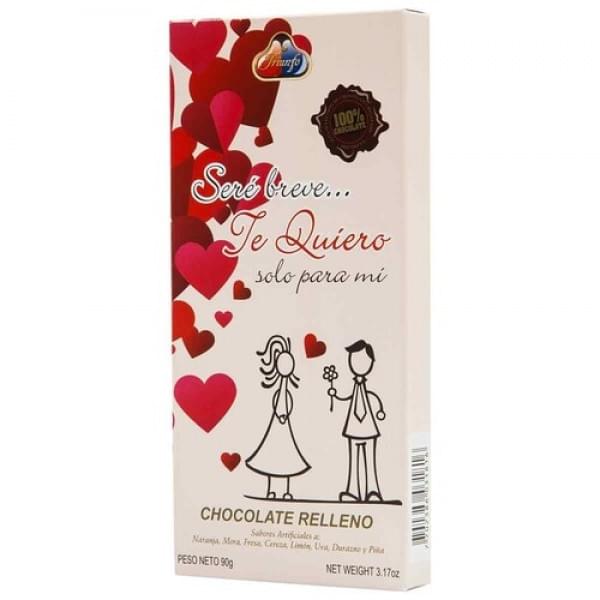 Triunfo
100%
CHOCOLATE
Seré breve...
Te Quiero
solo para mí
CHOCOLATE RELLENO
Sabores Artificiales a:
Naranja, Mora, Fresa, Cereza, Limón, Uva, Durazno y Piña
PESO NETO 90g
NET WEIGHT 3.17oz